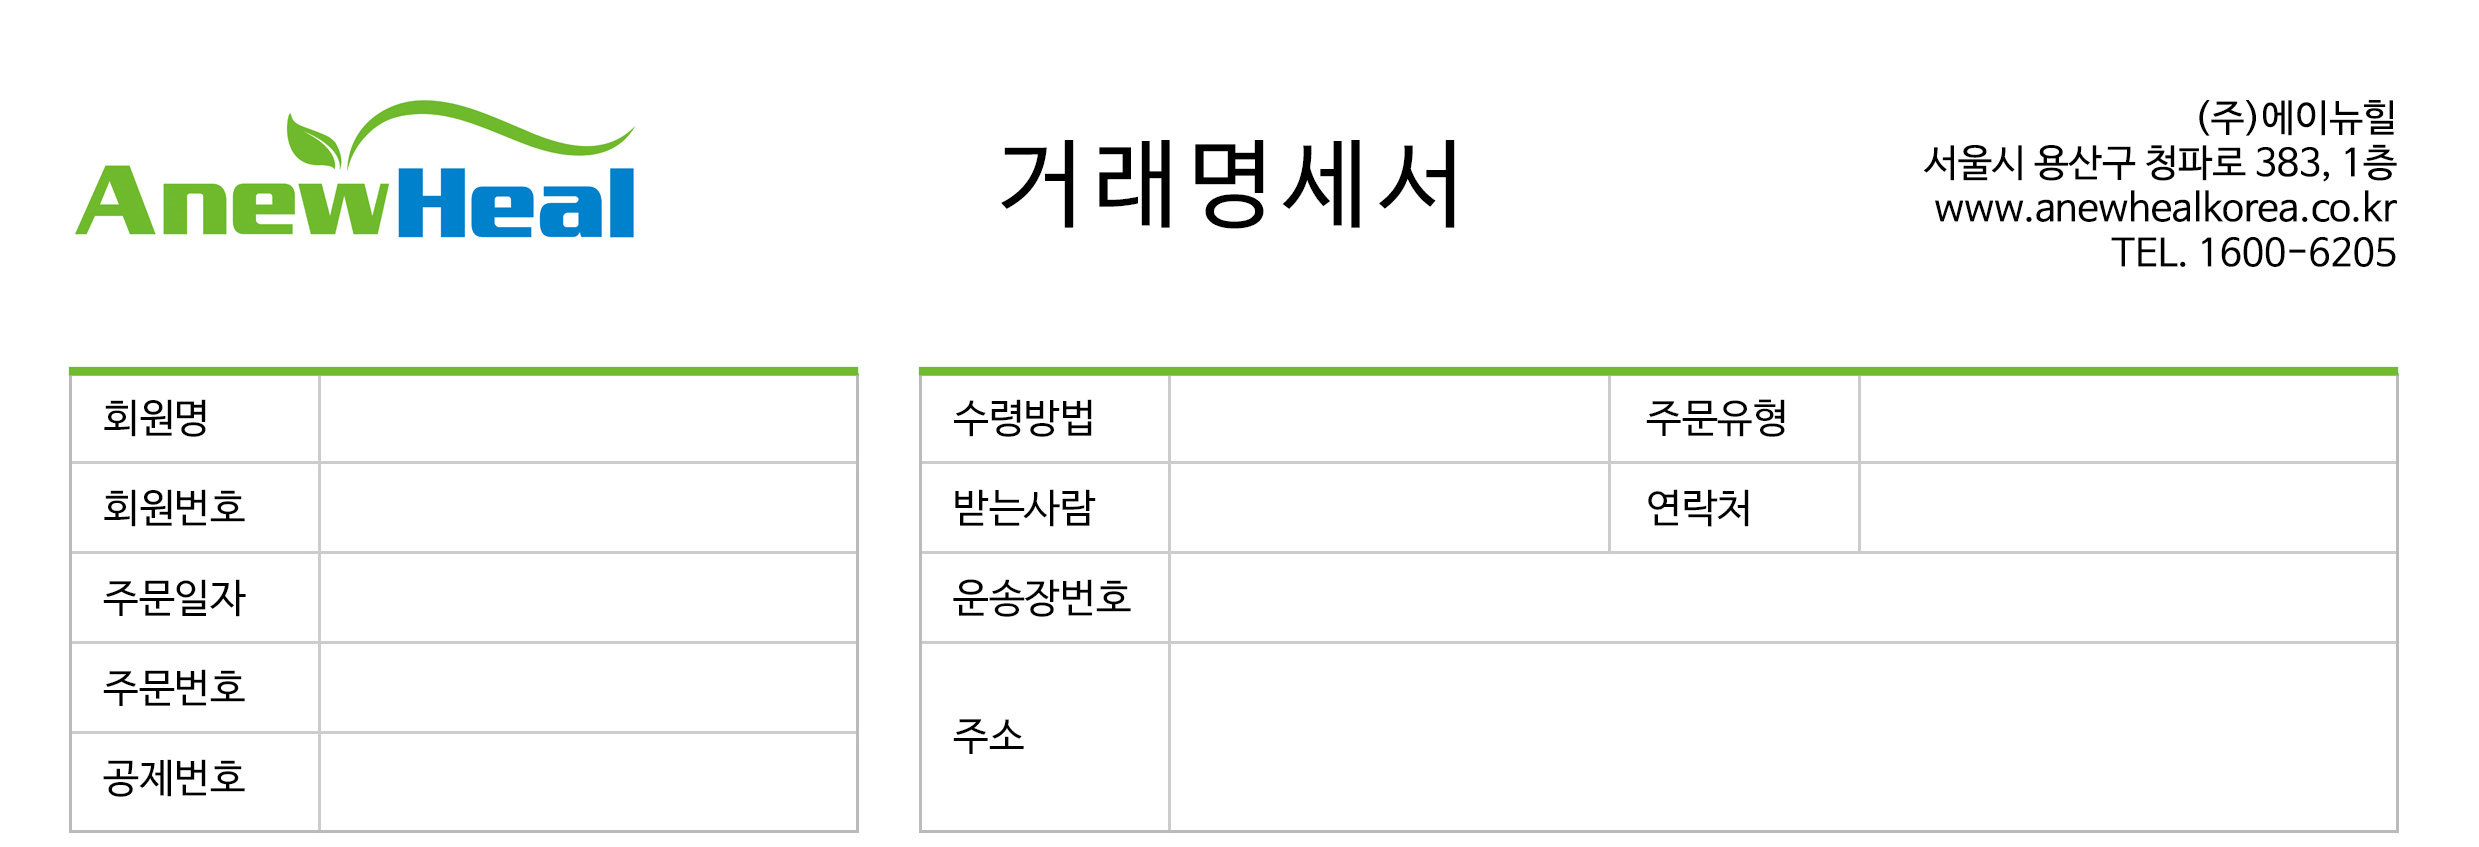 AnewHeal
거래명세서
(주)에이뉴힐
서울시 용산구 청파로 383, 1층
www.anewhealkorea.co.kr
TEL. 1600-6205
회원명
회원번호
주문일자
주문번호
공제번호
수령방법 주문유형
받는사람 연락처
운송장번호
주소